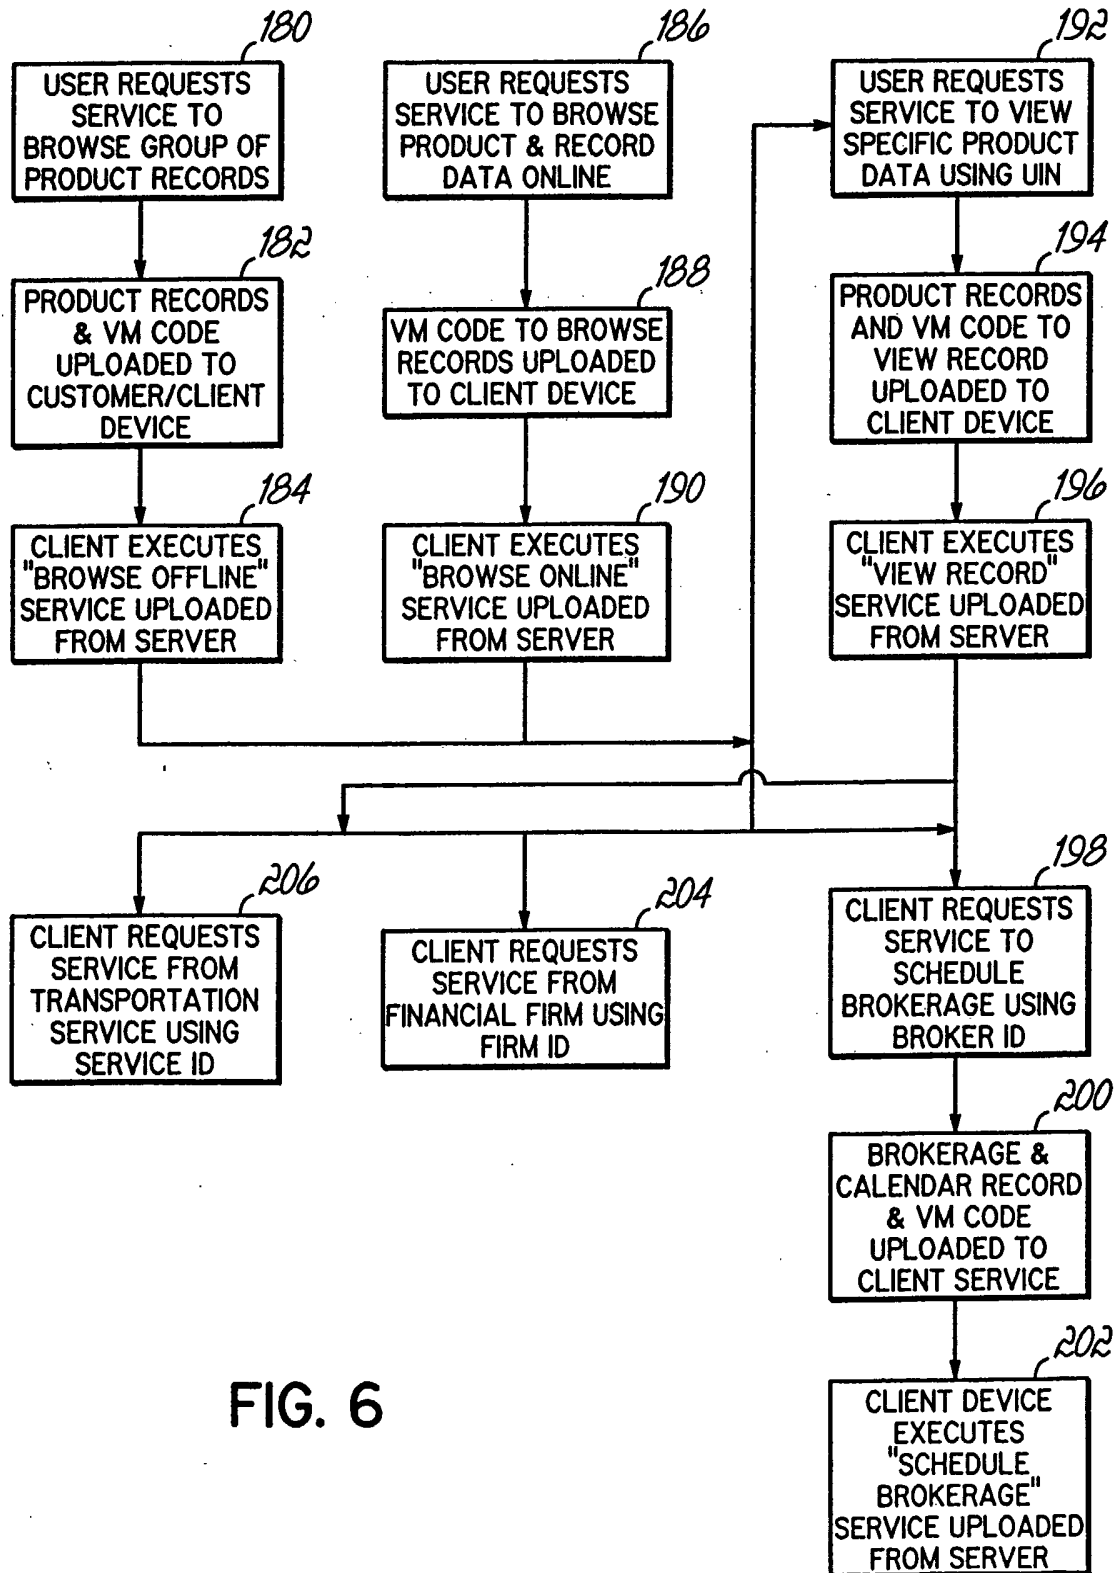 180
USER REQUESTS
SERVICE TO
BROWSE GROUP OF
PRODUCT RECORDS
182
PRODUCT RECORDS
& VM CODE
UPLOADED TO
CUSTOMER/CLIENT
DEVICE
184
CLIENT EXECUTES
"BROWSE OFFLINE"
SERVICE UPLOADED
FROM SERVER
186
USER REQUESTS
SERVICE TO BROWSE
PRODUCT & RECORD
DATA ONLINE
188
VM CODE TO BROWSE
RECORDS UPLOADED
TO CLIENT DEVICE
190
CLIENT EXECUTES
"BROWSE ONLINE"
SERVICE UPLOADED
FROM SERVER
192
USER REQUESTS
SERVICE TO VIEW
SPECIFIC PRODUCT
DATA USING UIN
194
PRODUCT RECORDS
AND VM CODE TO
VIEW RECORD
UPLOADED TO
CLIENT DEVICE
196
CLIENT EXECUTES
"VIEW RECORD"
SERVICE UPLOADED
FROM SERVER
206
CLIENT REQUESTS
SERVICE FROM
TRANSPORTATION
SERVICE USING
SERVICE ID
204
CLIENT REQUESTS
SERVICE FROM
FINANCIAL FIRM USING
FIRM ID
198
CLIENT REQUESTS
SERVICE TO
SCHEDULE
BROKERAGE USING
BROKER ID
200
BROKERAGE &
CALENDAR RECORD
& VM CODE
UPLOADED TO
CLIENT SERVICE
202
CLIENT DEVICE
EXECUTES
"SCHEDULE
BROKERAGE"
SERVICE UPLOADED
FROM SERVER
FIG. 6